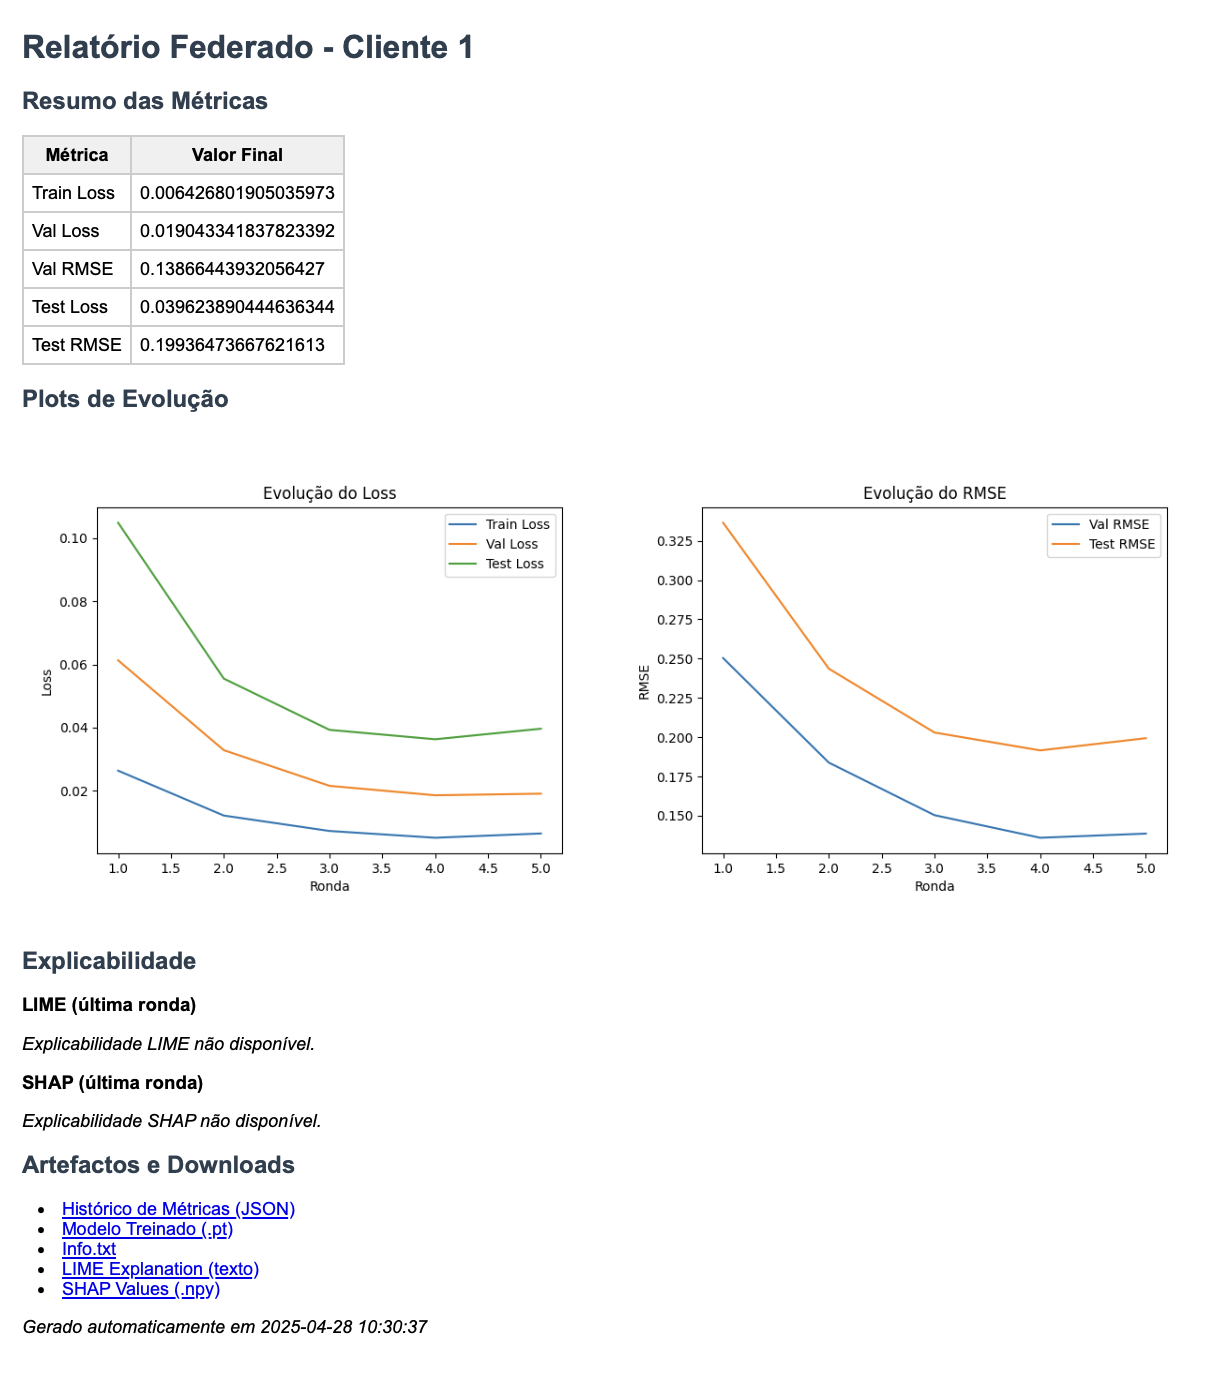 Relatório Federado - Cliente 1
Resumo das Métricas
Métrica Valor Final
Train Loss 0.006426801905035973
Val Loss 0.019043341837823392
Val RMSE 0.13866443932056427
Test Loss 0.039623890444636344
Test RMSE 0.19936473667621613
Plots de Evolução
Evolução do Loss
Train Loss
Val Loss
Test Loss
0.10
0.08
0.06
0.04
0.02
Loss
1.0 1.5 2.0 2.5 3.0 3.5 4.0 4.5 5.0
Ronda
Evolução do RMSE
Val RMSE
Test RMSE
0.325
0.300
0.275
0.250
0.225
0.200
0.175
0.150
RMSE
1.0 1.5 2.0 2.5 3.0 3.5 4.0 4.5 5.0
Ronda
Explicabilidade
LIME (última ronda)
Explicabilidade LIME não disponível.
SHAP (última ronda)
Explicabilidade SHAP não disponível.
Artefactos e Downloads
• Histórico de Métricas (JSON)
• Modelo Treinado (.pt)
• Info.txt
• LIME Explanation (texto)
• SHAP Values (.npy)
Gerado automaticamente em 2025-04-28 10:30:37